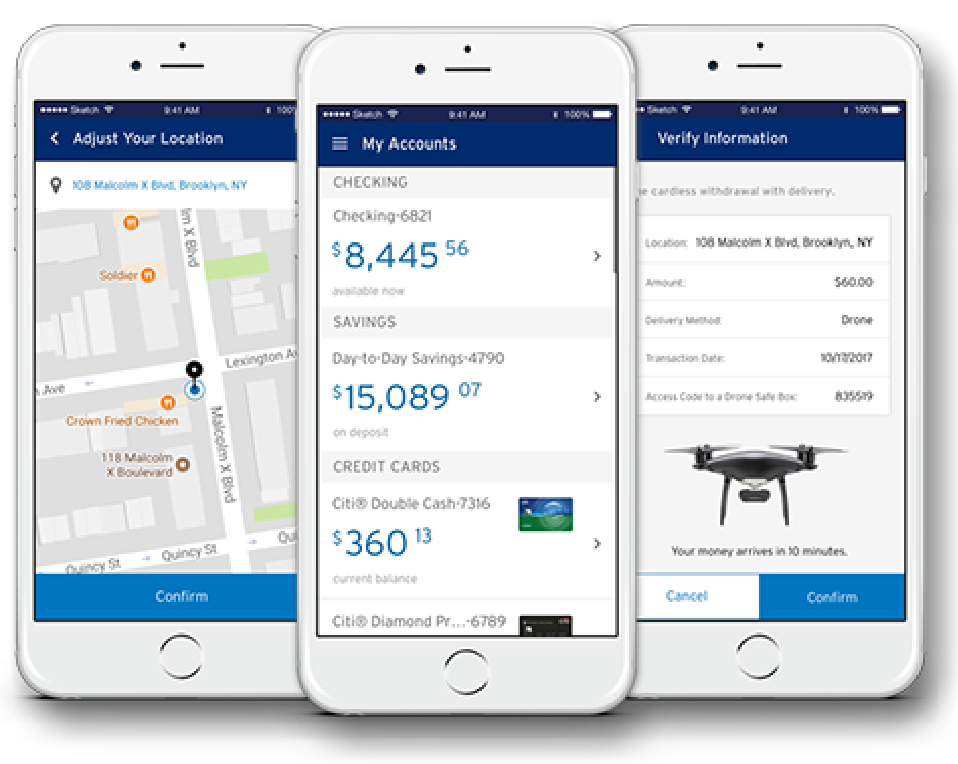 Sketch 9:41 AM 100%
Adjust Your Location
108 Malcolm X Blvd, Brooklyn, NY
lm X Blvd
Soldier
Lexington Av
Ave
Crown Fried Chicken
118 Malcolm
X Boulevard
Malcolm X Blvd
Quincy St
Quincy St
Qui
Confirm
Sketch 9:41 AM 100%
My Accounts
CHECKING
Checking-6821
$8,445 56
available now
SAVINGS
Day-to-Day Savings-4790
$15,089 07
on deposit
CREDIT CARDS
Citi® Double Cash-7316
$360 13
current balance
Citi® Diamond Pr...-6789
Sketch 9:41 AM 100%
Verify Information
e cardless withdrawal with delivery.
Location: 108 Malcolm X Blvd, Brooklyn, NY
Amount: $60.00
Delivery Method: Drone
Transaction Date: 10/17/2017
Access Code to a Drone Safe Box: 835519
Your money arrives in 10 minutes.
Cancel Confirm